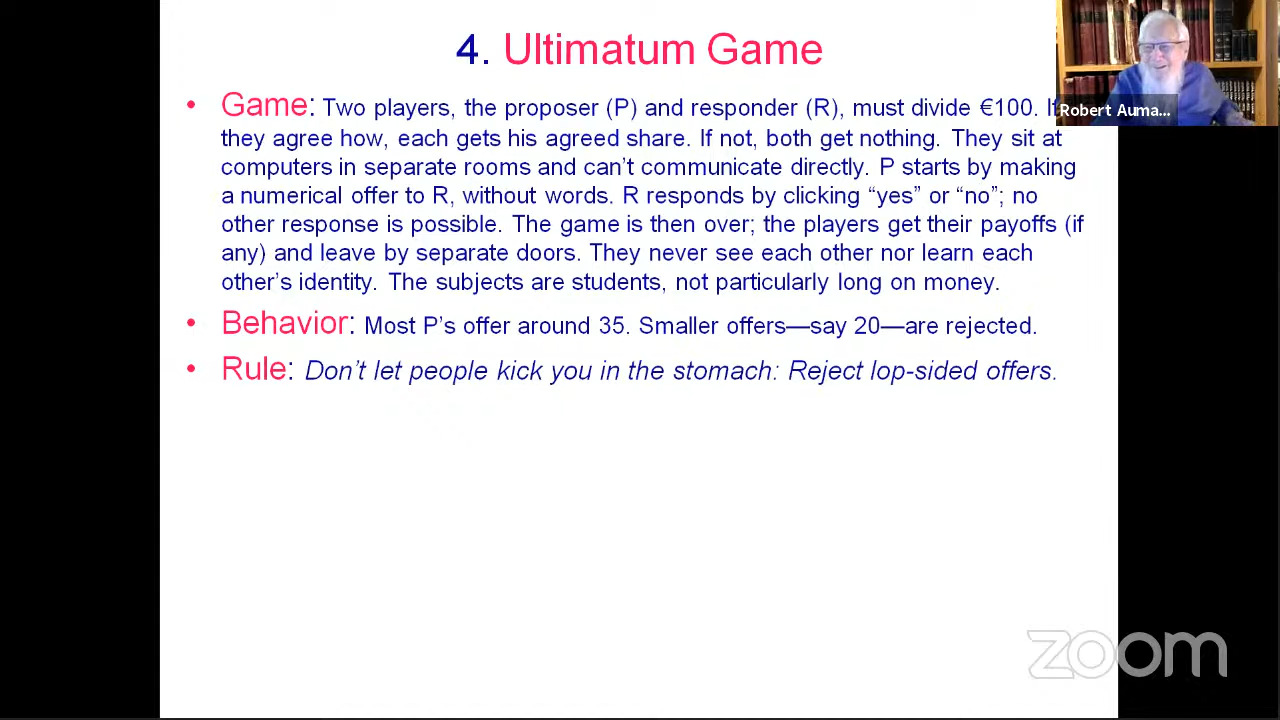 4. Ultimatum Game
• Game: Two players, the proposer (P) and responder (R), must divide €100. If
they agree how, each gets his agreed share. If not, both get nothing. They sit at
computers in separate rooms and can’t communicate directly. P starts by making
a numerical offer to R, without words. R responds by clicking “yes” or “no”; no
other response is possible. The game is then over; the players get their payoffs (if
any) and leave by separate doors. They never see each other nor learn each
other’s identity. The subjects are students, not particularly long on money.
• Behavior: Most P’s offer around 35. Smaller offers—say 20—are rejected.
• Rule: Don’t let people kick you in the stomach: Reject lop-sided offers.
Robert Auma...
zoom